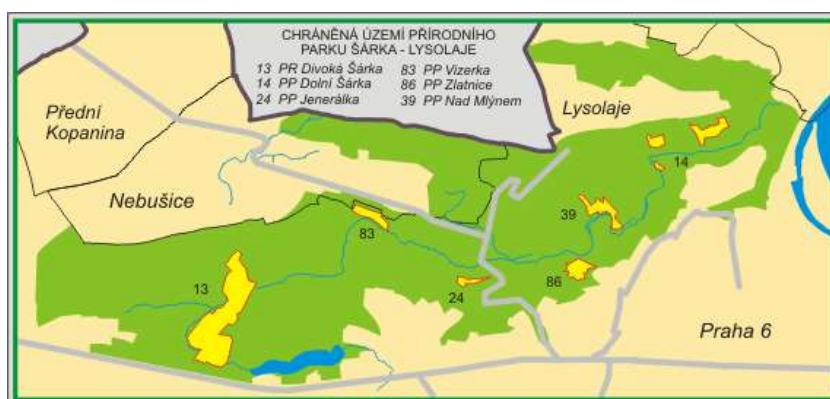 CHRÁNĚNÁ ÚZEMÍ PŘÍRODNÍHO
PARKU ŠÁRKA - LYSOLAJE
13 PR Divoká Šárka
14 PP Dolní Šárka
24 PP Jenerálka
83 PP Vizerka
86 PP Zlatnice
39 PP Nad Mlýnem
Přední
Kopanina
Lysolaje
Nebušice
14
39
83
13
24
86
Praha 6